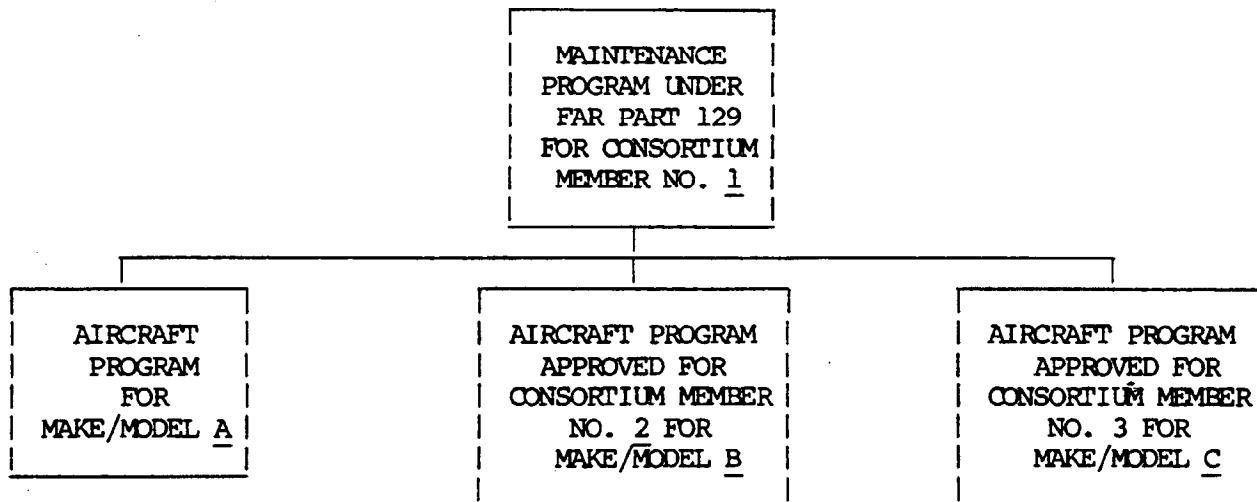 MAINTENANCE
PROGRAM UNDER
FAR PART 129
FOR CONSORTIUM
MEMBER NO. 1
AIRCRAFT
PROGRAM
FOR
MAKE/MODEL A
AIRCRAFT PROGRAM
APPROVED FOR
CONSORTIUM MEMBER
NO. 2 FOR
MAKE/MODEL B
AIRCRAFT PROGRAM
APPROVED FOR
CONSORTIUM MEMBER
NO. 3 FOR
MAKE/MODEL C